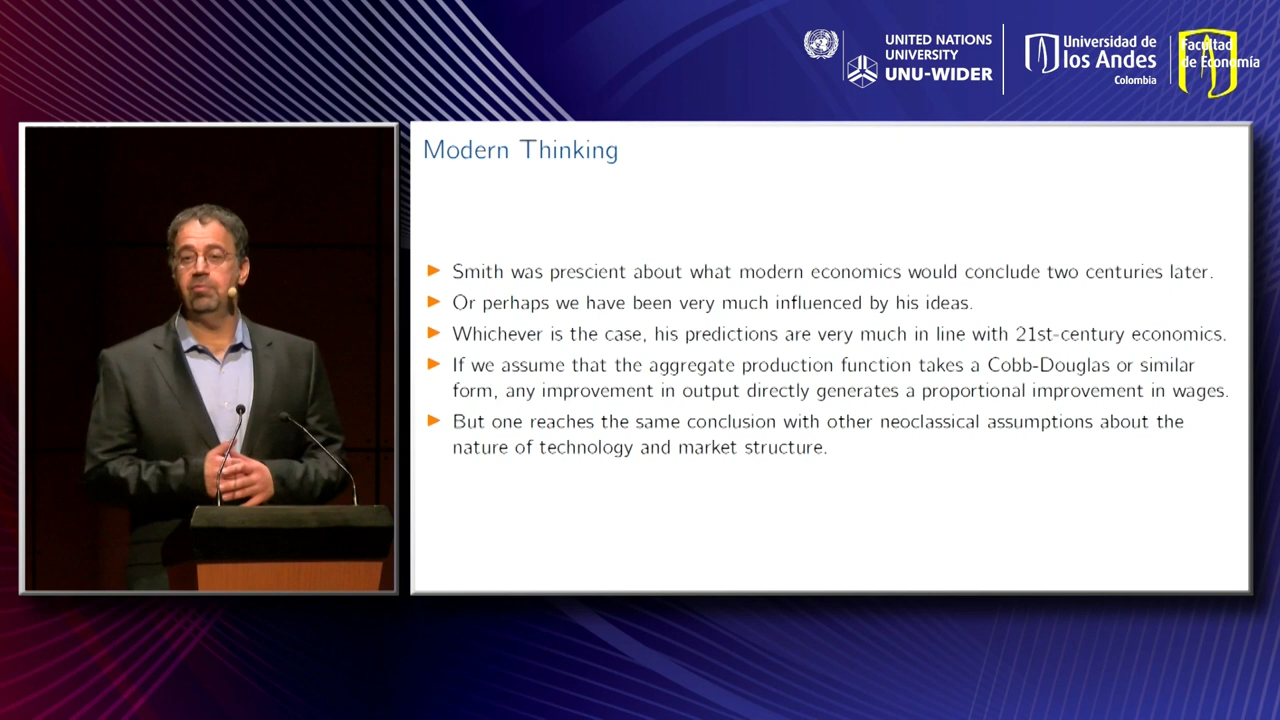 UNITED NATIONS
UNIVERSITY
UNU-WIDER
Universidad de
los Andes
Colombia
Facultad
de Economía
Modern Thinking
Smith was prescient about what modern economics would conclude two centuries later.
Or perhaps we have been very much influenced by his ideas.
Whichever is the case, his predictions are very much in line with 21st-century economics.
If we assume that the aggregate production function takes a Cobb-Douglas or similar
form, any improvement in output directly generates a proportional improvement in wages.
But one reaches the same conclusion with other neoclassical assumptions about the
nature of technology and market structure.